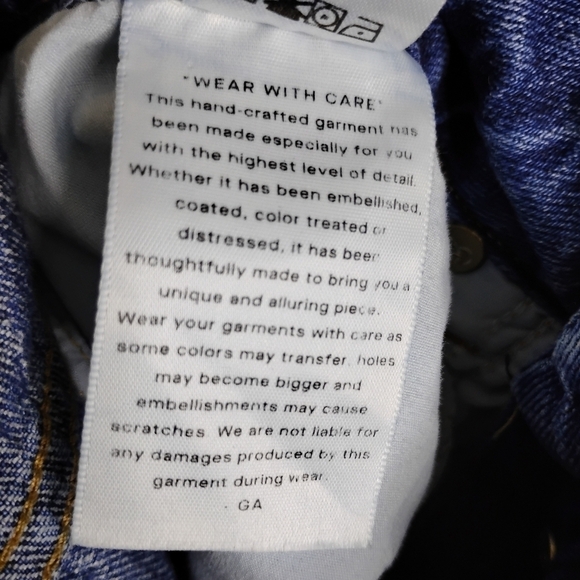 "WEAR WITH CARE"
This hand-crafted garment has
been made especially for you
with the highest level of detail.
Whether it has been embellished,
coated, color treated or
distressed, it has been
thoughtfully made to bring you a
unique and alluring piece.
Wear your garments with care as
some colors may transfer, holes
may become bigger and
embellishments may cause
scratches. We are not liable for
any damages produced by this
garment during wear.
- GA